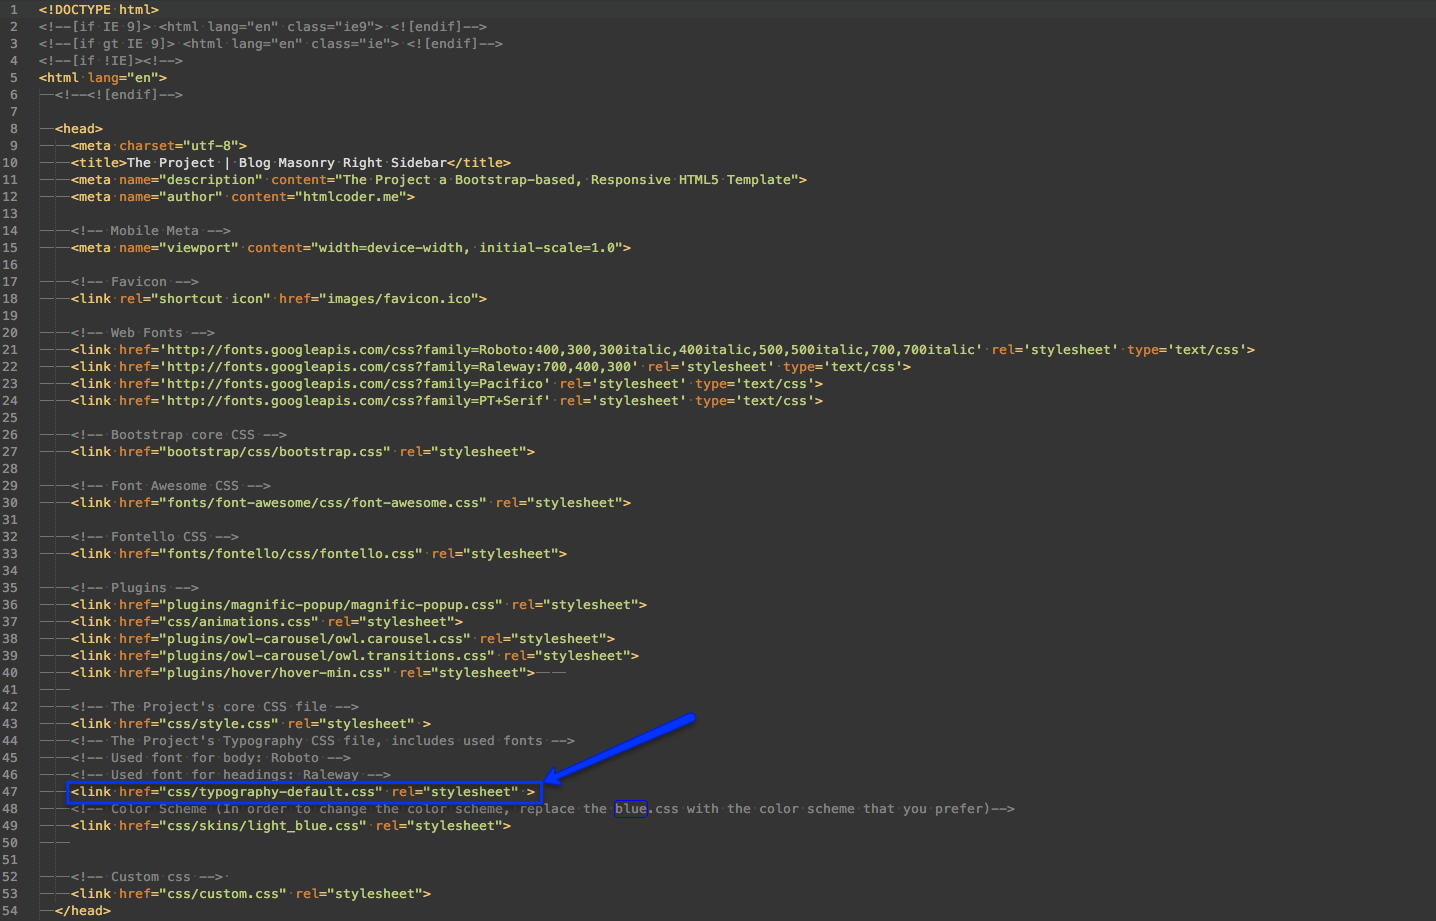 1 <!DOCTYPE html>
2 <!--[if IE 9]> <html lang="en" class="ie9"> <![endif]-->
3 <!--[if gt IE 9]> <html lang="en" class="ie"> <![endif]-->
4 <!--[if !IE]><!-->
5 <html lang="en">
6 <!--<![endif]-->
7
8 <head>
9 <meta charset="utf-8">
10 <title>The Project | Blog Masonry Right Sidebar</title>
11 <meta name="description" content="The Project a Bootstrap-based, Responsive HTML5 Template">
12 <meta name="author" content="htmlcoder.me">
13
14 <!-- Mobile Meta -->
15 <meta name="viewport" content="width=device-width, initial-scale=1.0">
16
17 <!-- Favicon -->
18 <link rel="shortcut icon" href="images/favicon.ico">
19
20 <!-- Web Fonts -->
21 <link href='http://fonts.googleapis.com/css?family=Roboto:400,300,300italic,400italic,500,500italic,700,700italic' rel='stylesheet' type='text/css'>
22 <link href='http://fonts.googleapis.com/css?family=Raleway:700,400,300' rel='stylesheet' type='text/css'>
23 <link href='http://fonts.googleapis.com/css?family=Pacifico' rel='stylesheet' type='text/css'>
24 <link href='http://fonts.googleapis.com/css?family=PT+Serif' rel='stylesheet' type='text/css'>
25
26 <!-- Bootstrap core CSS -->
27 <link href="bootstrap/css/bootstrap.css" rel="stylesheet">
28
29 <!-- Font Awesome CSS -->
30 <link href="fonts/font-awesome/css/font-awesome.css" rel="stylesheet">
31
32 <!-- Fontello CSS -->
33 <link href="fonts/fontello/css/fontello.css" rel="stylesheet">
34
35 <!-- Plugins -->
36 <link href="plugins/magnific-popup/magnific-popup.css" rel="stylesheet">
37 <link href="css/animations.css" rel="stylesheet">
38 <link href="plugins/owl-carousel/owl.carousel.css" rel="stylesheet">
39 <link href="plugins/owl-carousel/owl.transitions.css" rel="stylesheet">
40 <link href="plugins/hover/hover-min.css" rel="stylesheet">
41
42 <!-- The Project's core CSS file -->
43 <link href="css/style.css" rel="stylesheet" >
44 <!-- The Project's Typography CSS file, includes used fonts -->
45 <!-- Used font for body: Roboto -->
46 <!-- Used font for headings: Raleway -->
47 <link href="css/typography-default.css" rel="stylesheet" >
48 <!-- Color Scheme (In order to change the color scheme, replace the blue.css with the color scheme that you prefer)-->
49 <link href="css/skins/light_blue.css" rel="stylesheet">
50
51
52 <!-- Custom css -->
53 <link href="css/custom.css" rel="stylesheet">
54 </head>